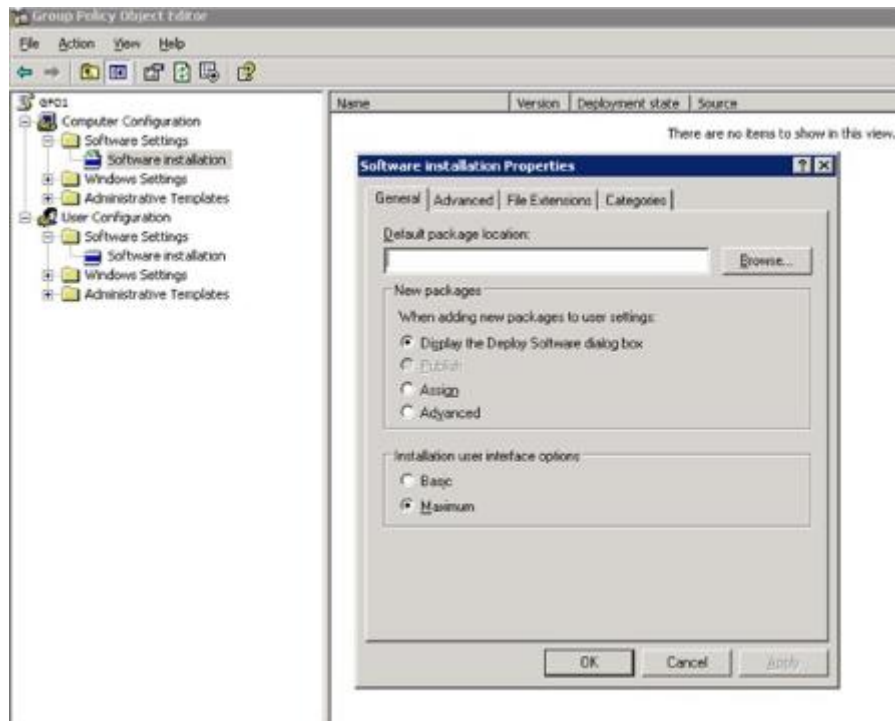 Group Policy Object Editor
File Action View Help
GPO1
Computer Configuration
Software Settings
Software installation
Windows Settings
Administrative Templates
User Configuration
Software Settings
Software installation
Windows Settings
Administrative Templates
Name Version Deployment state Source
There are no items to show in this view.
Software installation Properties
General Advanced File Extensions Categories
Default package location:
Browse...
New packages
When adding new packages to user settings:
Display the Deploy Software dialog box
Publish
Assign
Advanced
Installation user interface options
Basic
Maximum
OK Cancel Apply